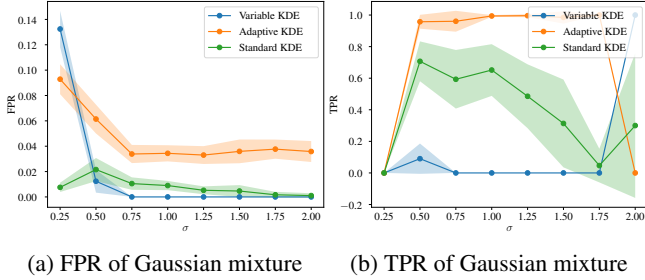 0.14
0.12
0.10
0.08
0.06
0.04
0.02
0.00
FPR
0.25 0.50 0.75 1.00 1.25 1.50 1.75 2.00
σ
Variable KDE
Adaptive KDE
Standard KDE
(a) FPR of Gaussian mixture
1.0
0.8
0.6
0.4
0.2
0.0
−0.2
TPR
0.25 0.50 0.75 1.00 1.25 1.50 1.75 2.00
σ
Variable KDE
Adaptive KDE
Standard KDE
(b) TPR of Gaussian mixture